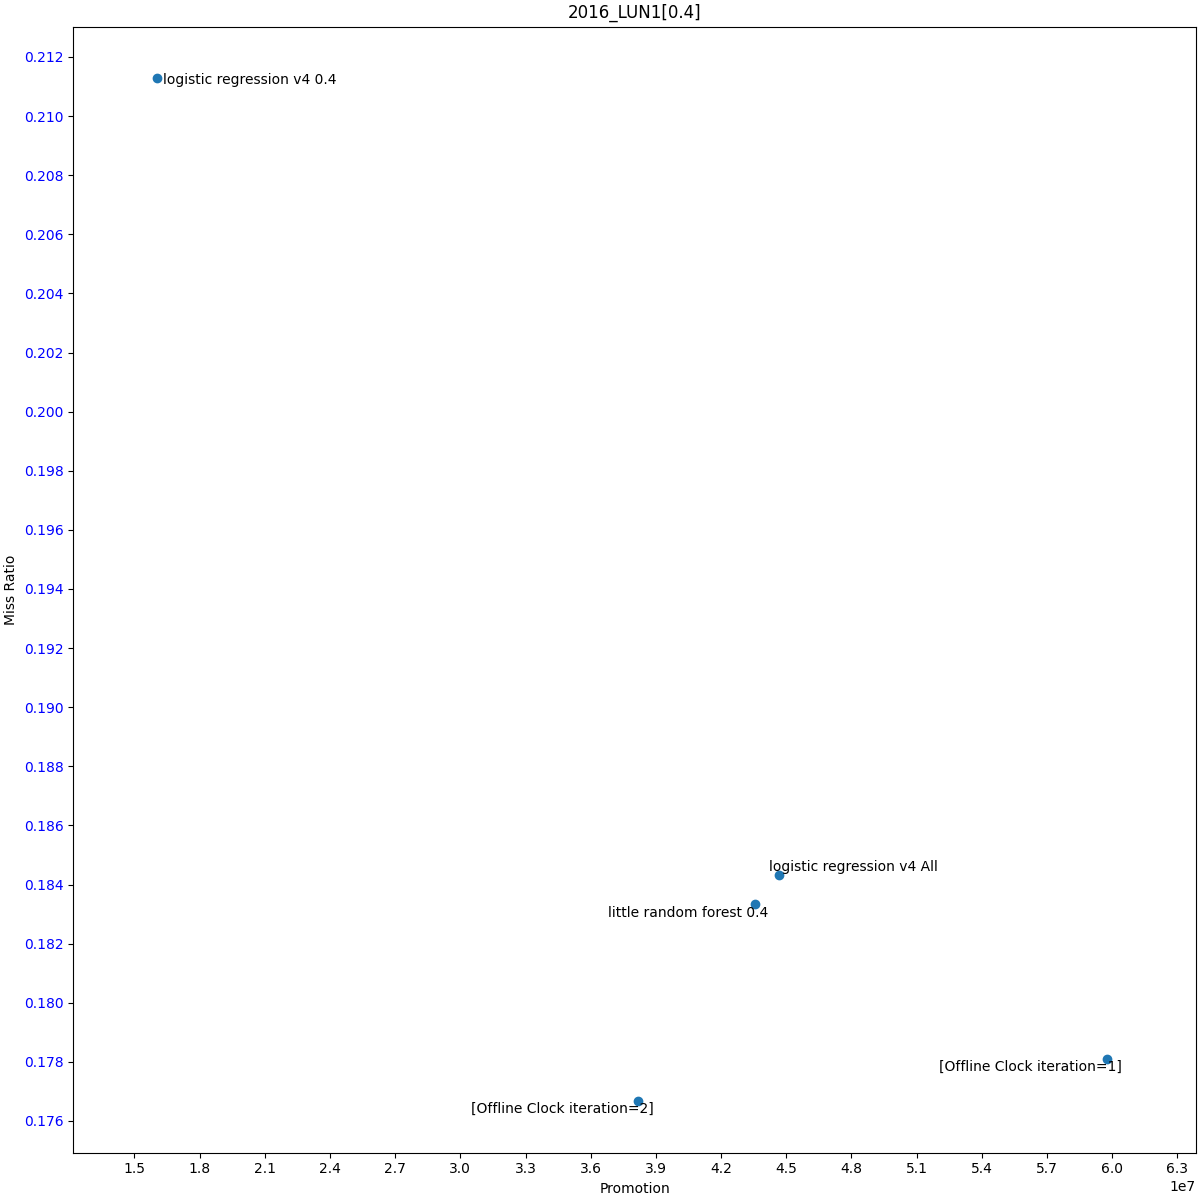 2016_LUN1[0.4]
0.212
logistic regression v4 0.4
0.210
0.208
0.206
0.204
0.202
0.200
0.198
0.196
Miss Ratio
0.194
0.192
0.190
0.188
0.186
logistic regression v4 All
0.184
little random forest 0.4
0.182
0.180
0.178
[Offline Clock iteration=1]
[Offline Clock iteration=2]
0.176
1.5 1.8 2.1 2.4 2.7 3.0 3.3 3.6 3.9 4.2 4.5 4.8 5.1 5.4 5.7 6.0 6.3
1e7
Promotion